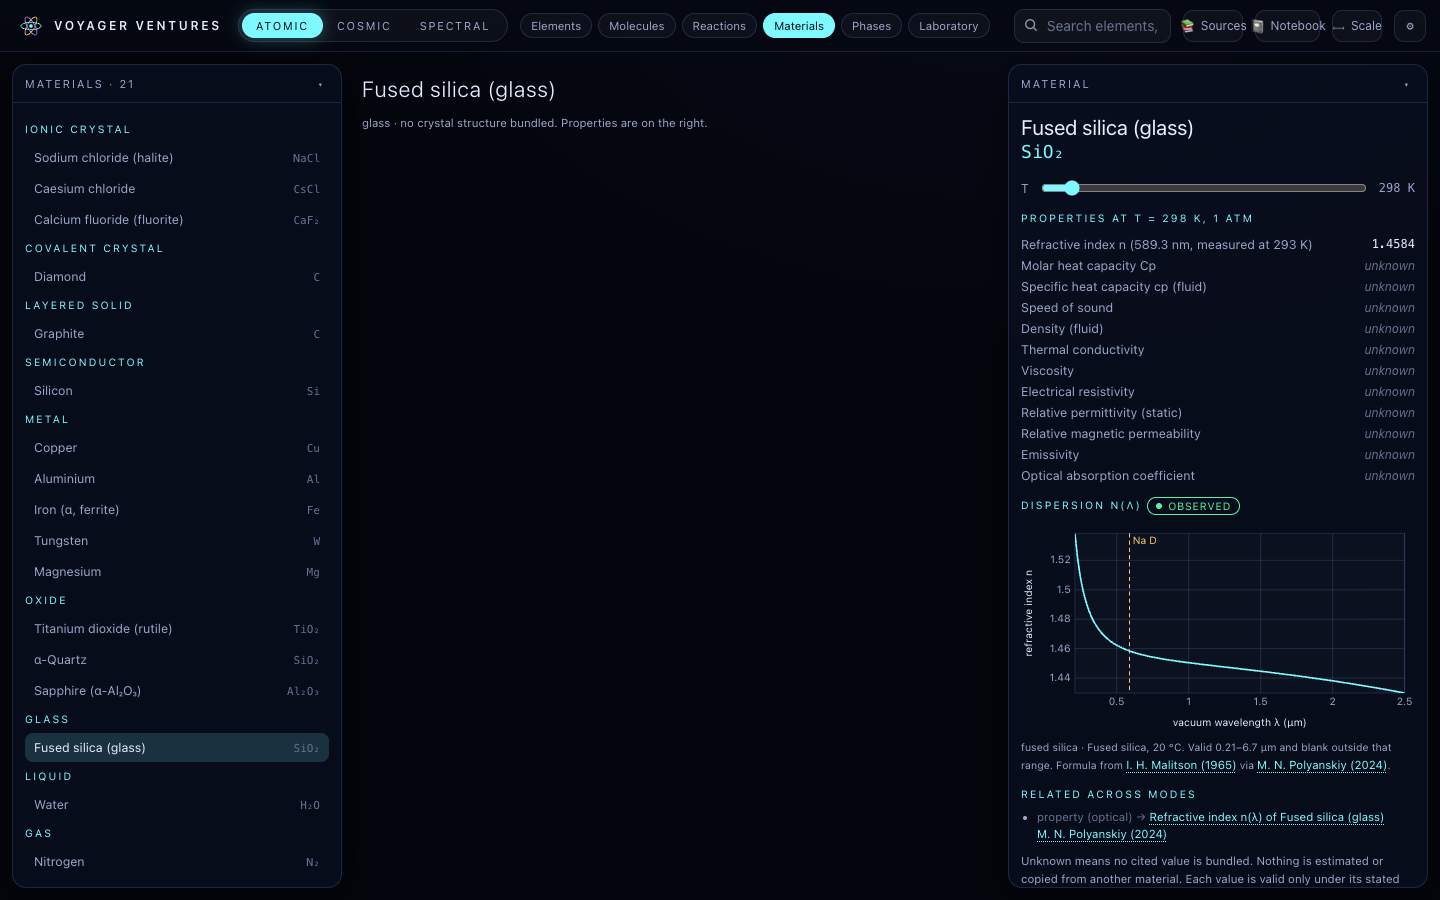 VOYAGER VENTURES
ATOMIC COSMIC SPECTRAL
Elements Molecules Reactions Materials Phases Laboratory
Search elements,
Sources Notebook Scale
MATERIALS · 21
IONIC CRYSTAL
Sodium chloride (halite) NaCl
Caesium chloride CsCl
Calcium fluoride (fluorite) CaF₂
COVALENT CRYSTAL
Diamond C
LAYERED SOLID
Graphite C
SEMICONDUCTOR
Silicon Si
METAL
Copper Cu
Aluminium Al
Iron (α, ferrite) Fe
Tungsten W
Magnesium Mg
OXIDE
Titanium dioxide (rutile) TiO₂
α-Quartz SiO₂
Sapphire (α-Al₂O₃) Al₂O₃
GLASS
Fused silica (glass) SiO₂
LIQUID
Water H₂O
GAS
Nitrogen N₂
Fused silica (glass)
glass · no crystal structure bundled. Properties are on the right.
MATERIAL
Fused silica (glass)
SiO₂
T 298 K
PROPERTIES AT T = 298 K, 1 ATM
Refractive index n (589.3 nm, measured at 293 K) 1.4584
Molar heat capacity Cp unknown
Specific heat capacity cp (fluid) unknown
Speed of sound unknown
Density (fluid) unknown
Thermal conductivity unknown
Viscosity unknown
Electrical resistivity unknown
Relative permittivity (static) unknown
Relative magnetic permeability unknown
Emissivity unknown
Optical absorption coefficient unknown
DISPERSION N(Λ) OBSERVED
Na D
1.52
1.5
1.48
1.46
1.44
refractive index n
0.5 1 1.5 2 2.5
vacuum wavelength λ (μm)
fused silica · Fused silica, 20 °C. Valid 0.21–6.7 μm and blank outside that
range. Formula from I. H. Malitson (1965) via M. N. Polyanskiy (2024).
RELATED ACROSS MODES
• property (optical) → Refractive index n(λ) of Fused silica (glass)
M. N. Polyanskiy (2024)
Unknown means no cited value is bundled. Nothing is estimated or
copied from another material. Each value is valid only under its stated